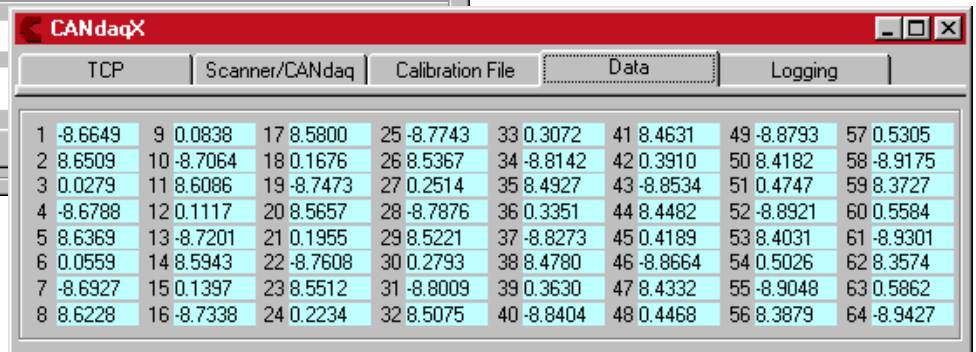 CANdaqX
TCP Scanner/CANdaq Calibration File Data Logging
1 -8.6649 9 0.0838 17 8.5800 25 -8.7743 33 0.3072 41 8.4631 49 -8.8793 57 0.5305
2 8.6509 10 -8.7064 18 0.1676 26 8.5367 34 -8.8142 42 0.3910 50 8.4182 58 -8.9175
3 0.0279 11 8.6086 19 -8.7473 27 0.2514 35 8.4927 43 -8.8534 51 0.4747 59 8.3727
4 -8.6788 12 0.1117 20 8.5657 28 -8.7876 36 0.3351 44 8.4482 52 -8.8921 60 0.5584
5 8.6369 13 -8.7201 21 0.1955 29 8.5221 37 -8.8273 45 0.4189 53 8.4031 61 -8.9301
6 0.0559 14 8.5943 22 -8.7608 30 0.2793 38 8.4780 46 -8.8664 54 0.5026 62 8.3574
7 -8.6927 15 0.1397 23 8.5512 31 -8.8009 39 0.3630 47 8.4332 55 -8.9048 63 0.5862
8 8.6228 16 -8.7338 24 0.2234 32 8.5075 40 -8.8404 48 0.4468 56 8.3879 64 -8.9427